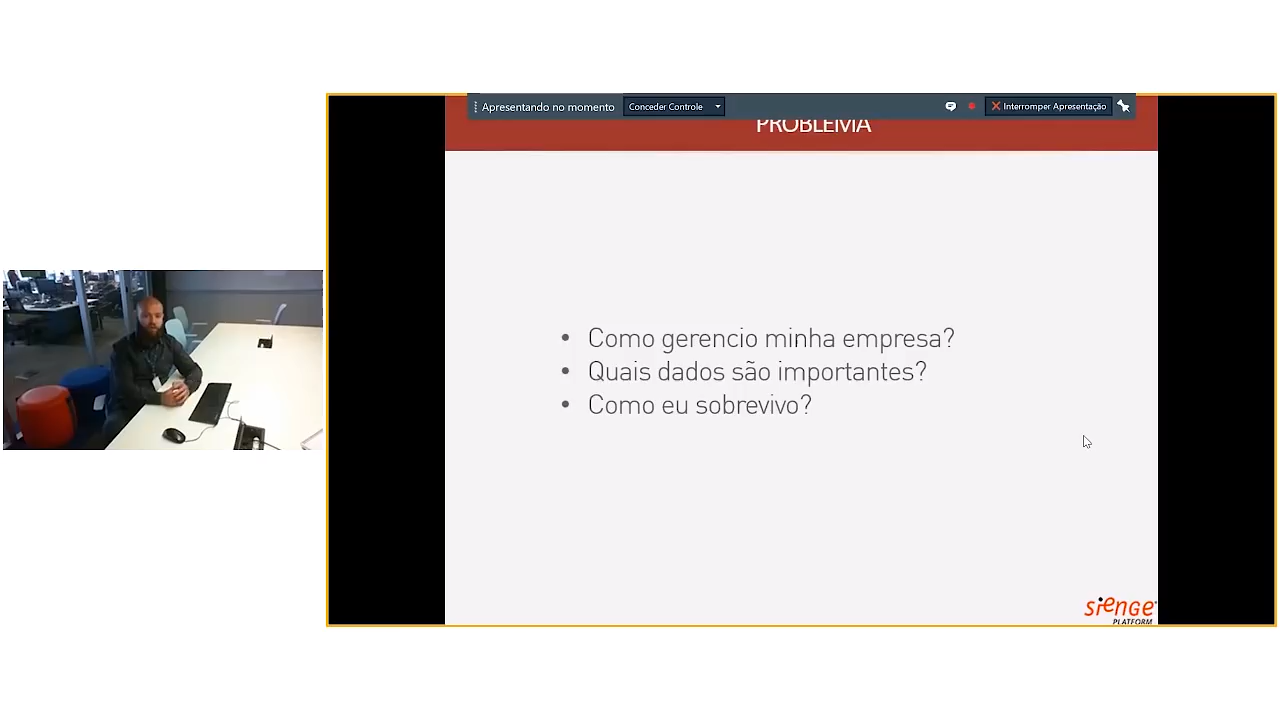 Apresentando no momento Conceder Controle Interromper Apresentação
PROBLEMA
• Como gerencio minha empresa?
• Quais dados são importantes?
• Como eu sobrevivo?
sienge
PLATFORM